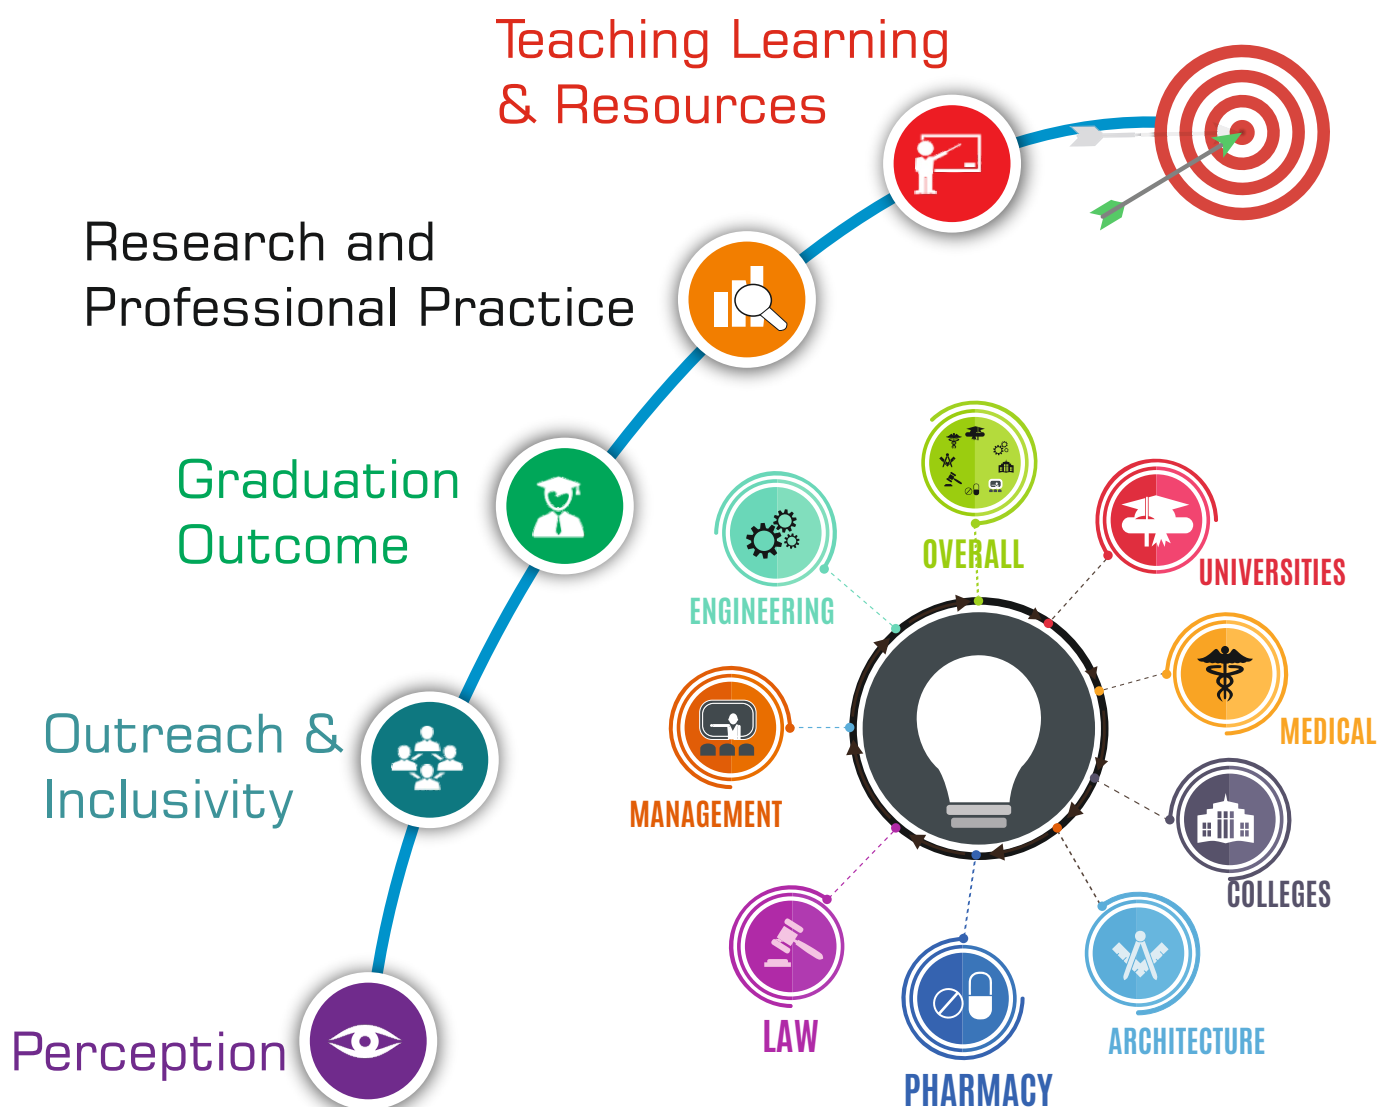 Teaching Learning
& Resources
Research and
Professional Practice
Graduation
Outcome
Outreach &
Inclusivity
Perception
OVERALL
UNIVERSITIES
ENGINEERING
MEDICAL
MANAGEMENT
COLLEGES
LAW
ARCHITECTURE
PHARMACY